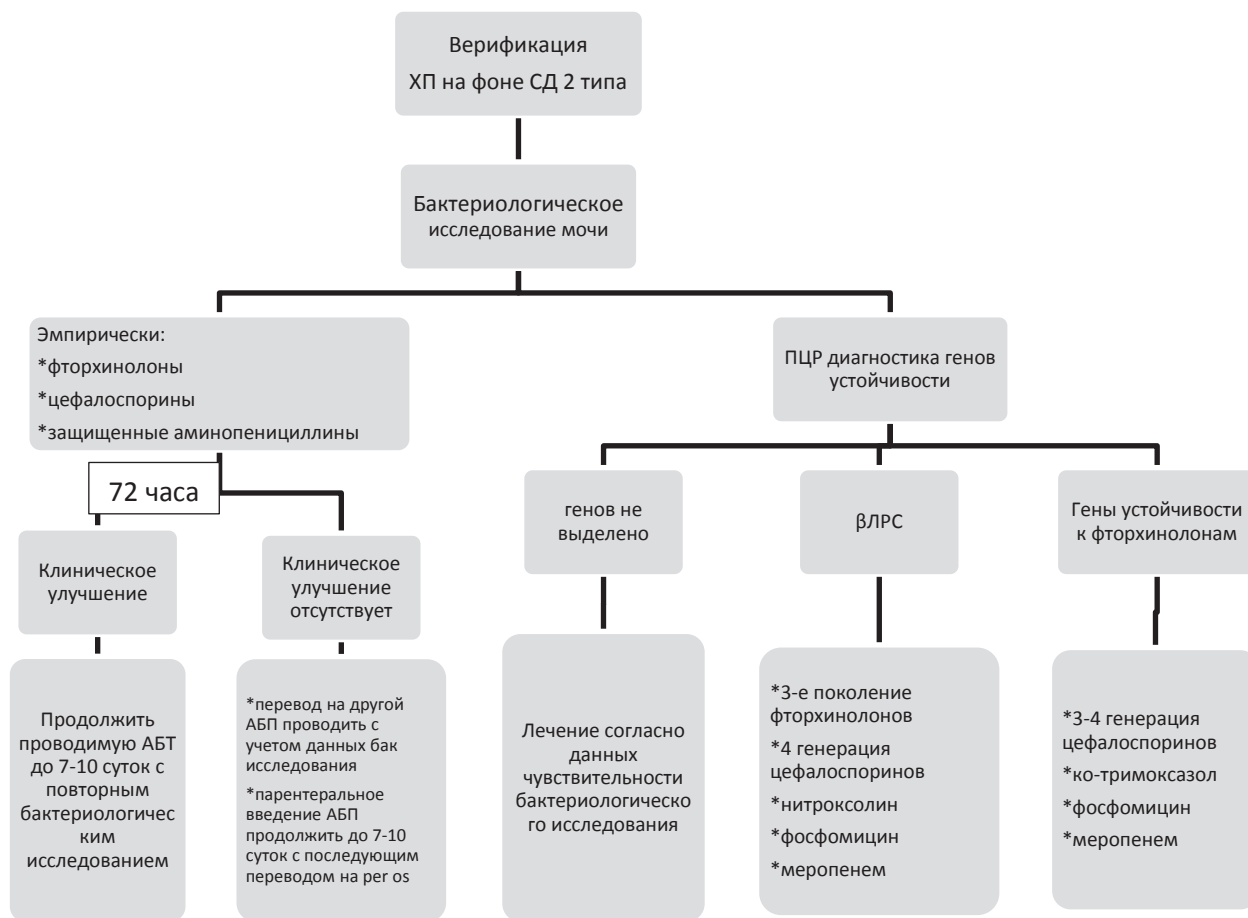 Верификация
ХП на фоне СД 2 типа
Бактериологическое
исследование мочи
Эмпирически:
*фторхинолоны
*цефалоспорины
*защищенные аминопенициллины
ПЦР диагностика генов
устойчивости
72 часа
Клиническое
улучшение
Клиническое
улучшение
отсутствует
генов не
выделено
βЛРС
Гены устойчивости
к фторхинолонам
Продолжить
проводимую АБТ
до 7-10 суток с
повторным
бактериологичес
ким
исследованием
*перевод на другой
АБП проводить с
учетом данных бак
исследования
*парентеральное
введение АБП
продолжить до 7-10
суток с последующим
переводом на per os
Лечение согласно
данных
чувствительности
бактериологическо
го исследования
*3-е поколение
фторхинолонов
*4 генерация
цефалоспоринов
*нитроксолин
*фосфомицин
*меропенем
*3-4 генерация
цефалоспоринов
*ко-тримоксазол
*фосфомицин
*меропенем